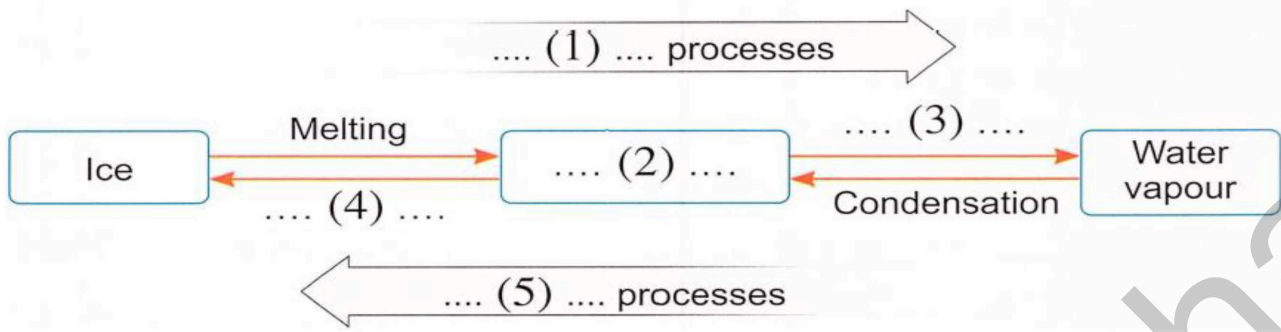 .... (1) .... processes
Melting
.... (3) ....
Ice
.... (2) ....
Water
vapour
.... (4) ....
Condensation
.... (5) .... processes